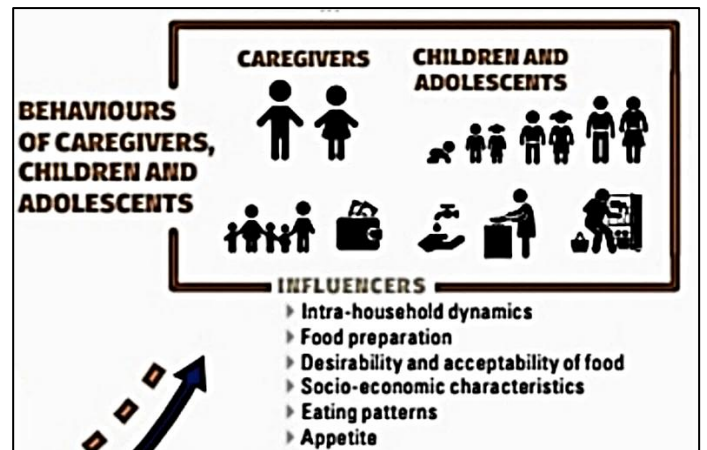 CAREGIVERS
CHILDREN AND
ADOLESCENTS
BEHAVIOURS
OF CAREGIVERS,
CHILDREN AND
ADOLESCENTS
INFLUENCERS
Intra-household dynamics
Food preparation
Desirability and acceptability of food
Socio-economic characteristics
Eating patterns
Appetite